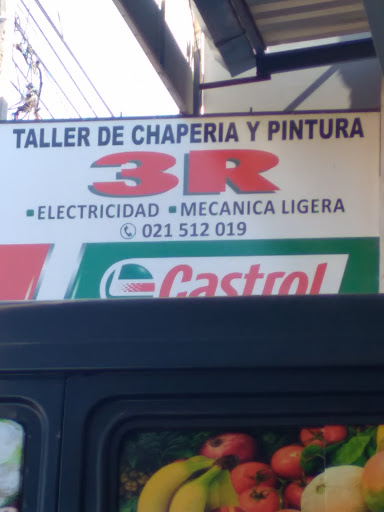 TALLER DE CHAPERIA Y PINTURA
3R
▪ELECTRICIDAD ▪MECANICA LIGERA
021 512 019
Castrol